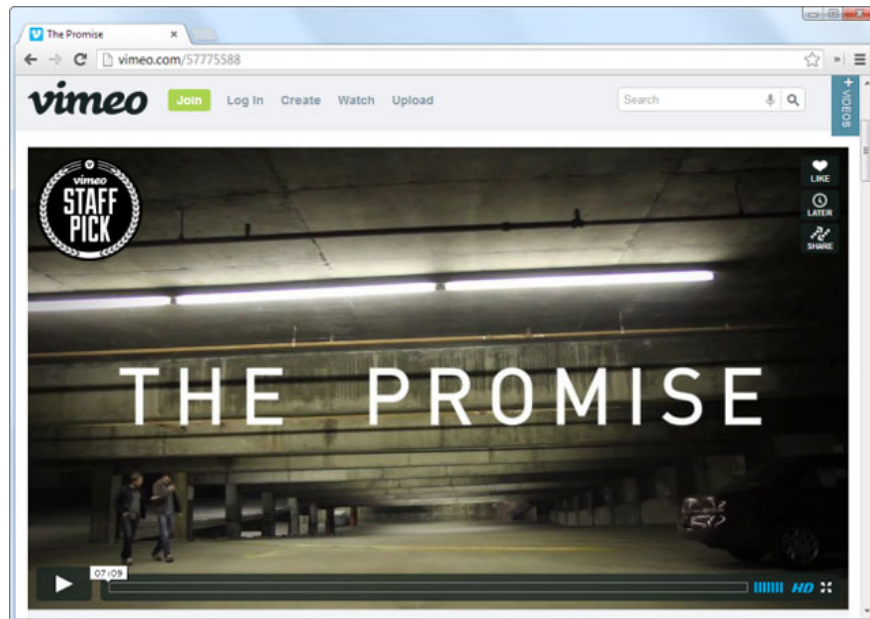 The Promise
vimeo.com/57775588
vimeo Join Log In Create Watch Upload Search
+ VIDEOS
vimeo
STAFF
PICK
LIKE
LATER
SHARE
THE PROMISE
07:09
HD